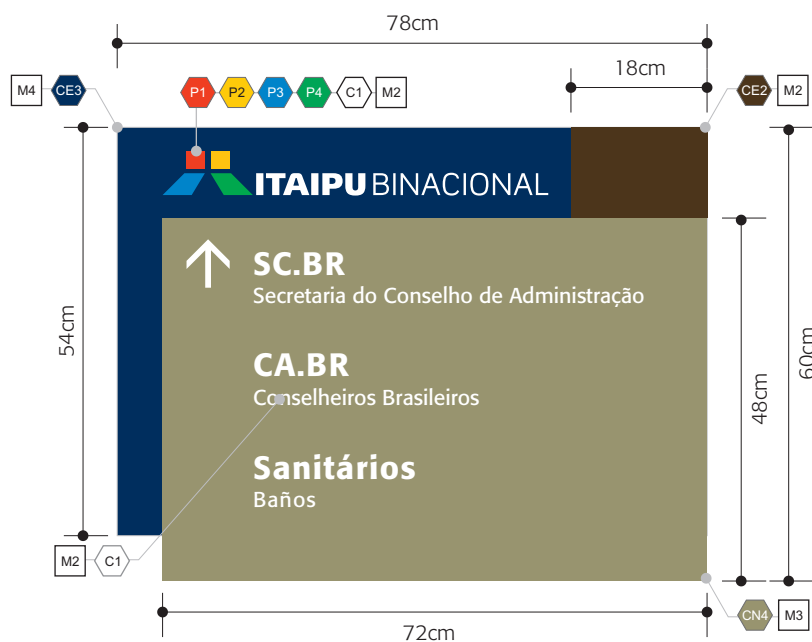 78cm
18cm
M4 CE3
P1 P2 P3 P4 C1 M2
CE2 M2
ITAIPU BINACIONAL
SC.BR
Secretaria do Conselho de Administração
54cm
60cm
CA.BR
Conselheiros Brasileiros
48cm
Sanitários
Baños
M2 C1
CN4 M3
72cm